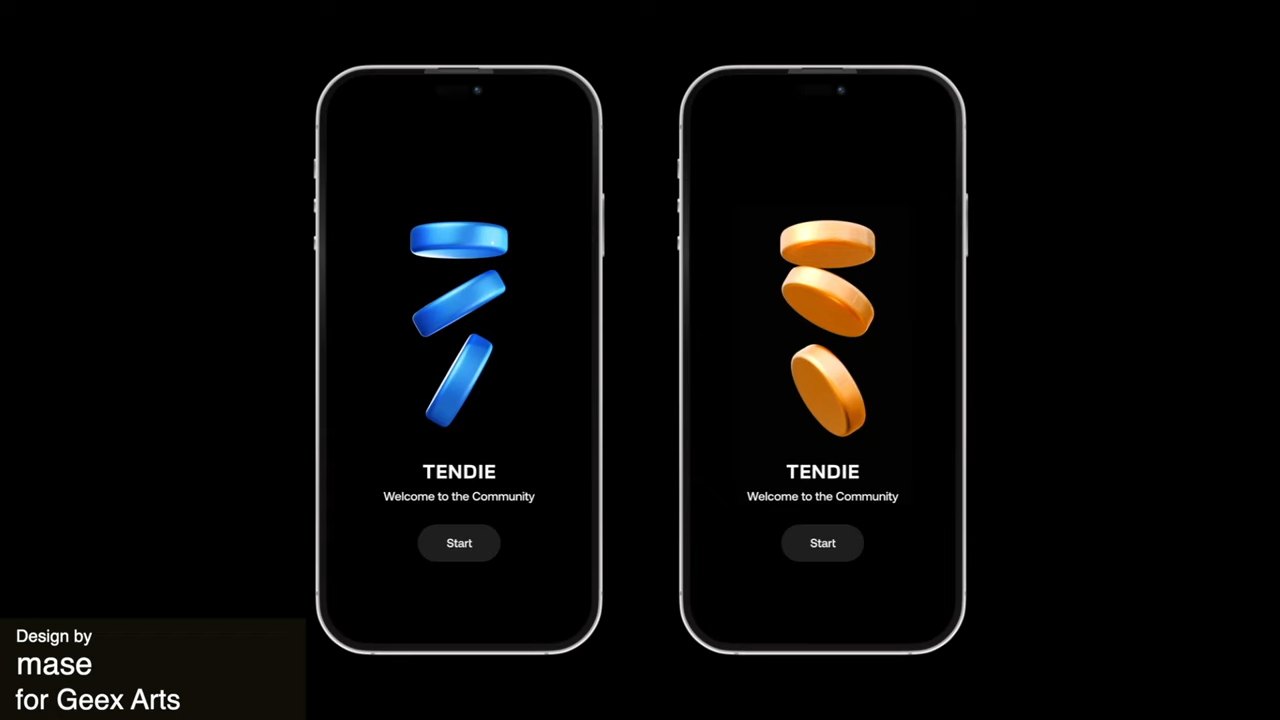 TENDIE
Welcome to the Community
Start
TENDIE
Welcome to the Community
Start
Design by
mase
for Geex Arts